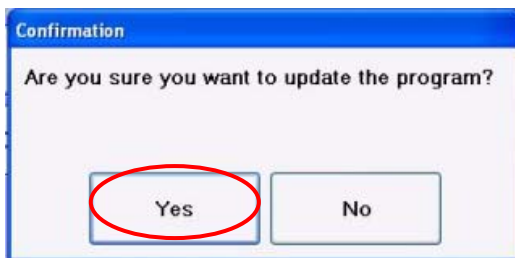 Confirmation
Are you sure you want to update the program?
Yes
No